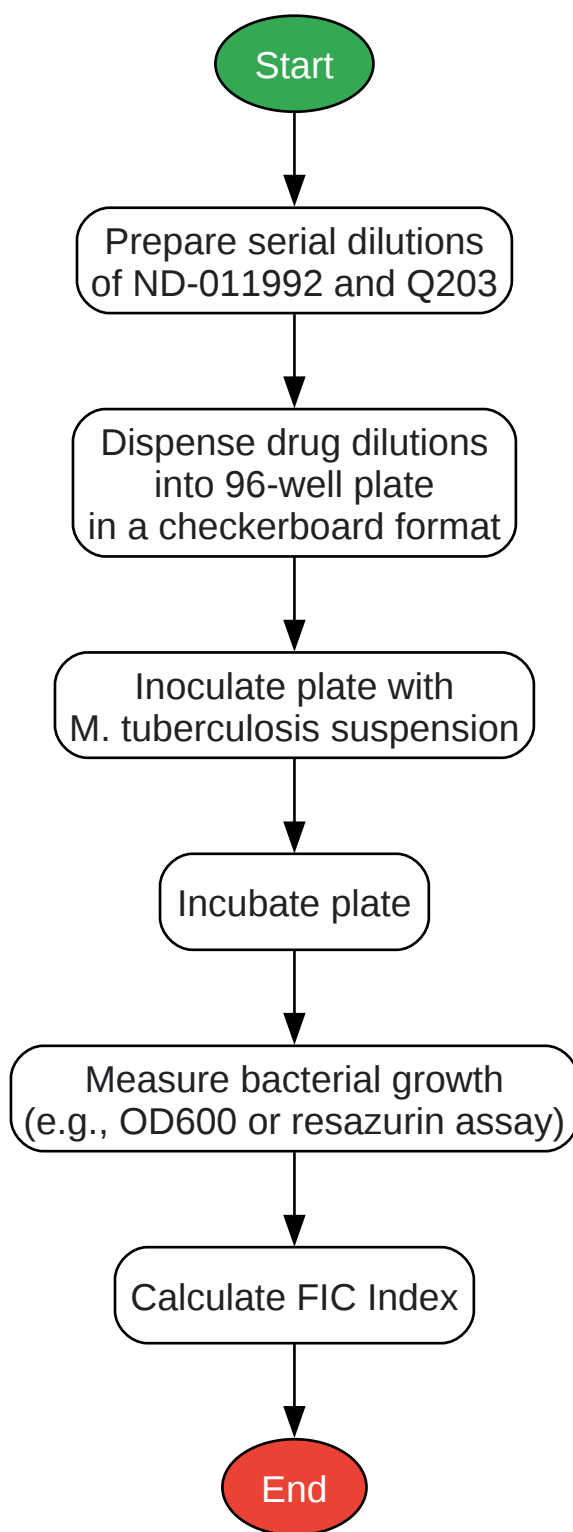 Start
Prepare serial dilutions
of ND-011992 and Q203
Dispense drug dilutions
into 96-well plate
in a checkerboard format
Inoculate plate with
M. tuberculosis suspension
Incubate plate
Measure bacterial growth
(e.g., OD600 or resazurin assay)
Calculate FIC Index
End